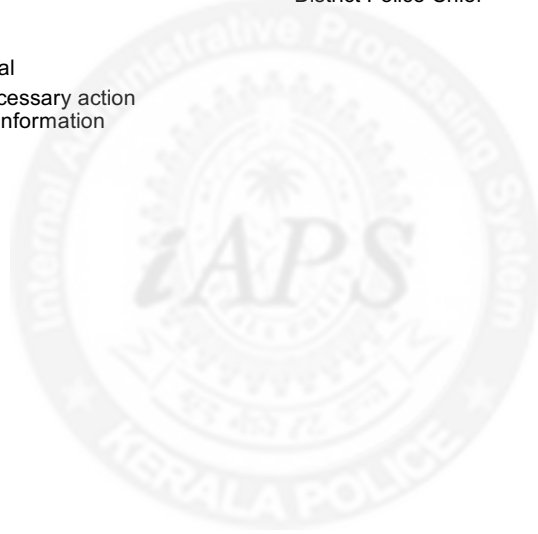 District Police Chief
al
cessary action
nformation
Internal Administrative Processing System
iAPS
KERALA POLICE